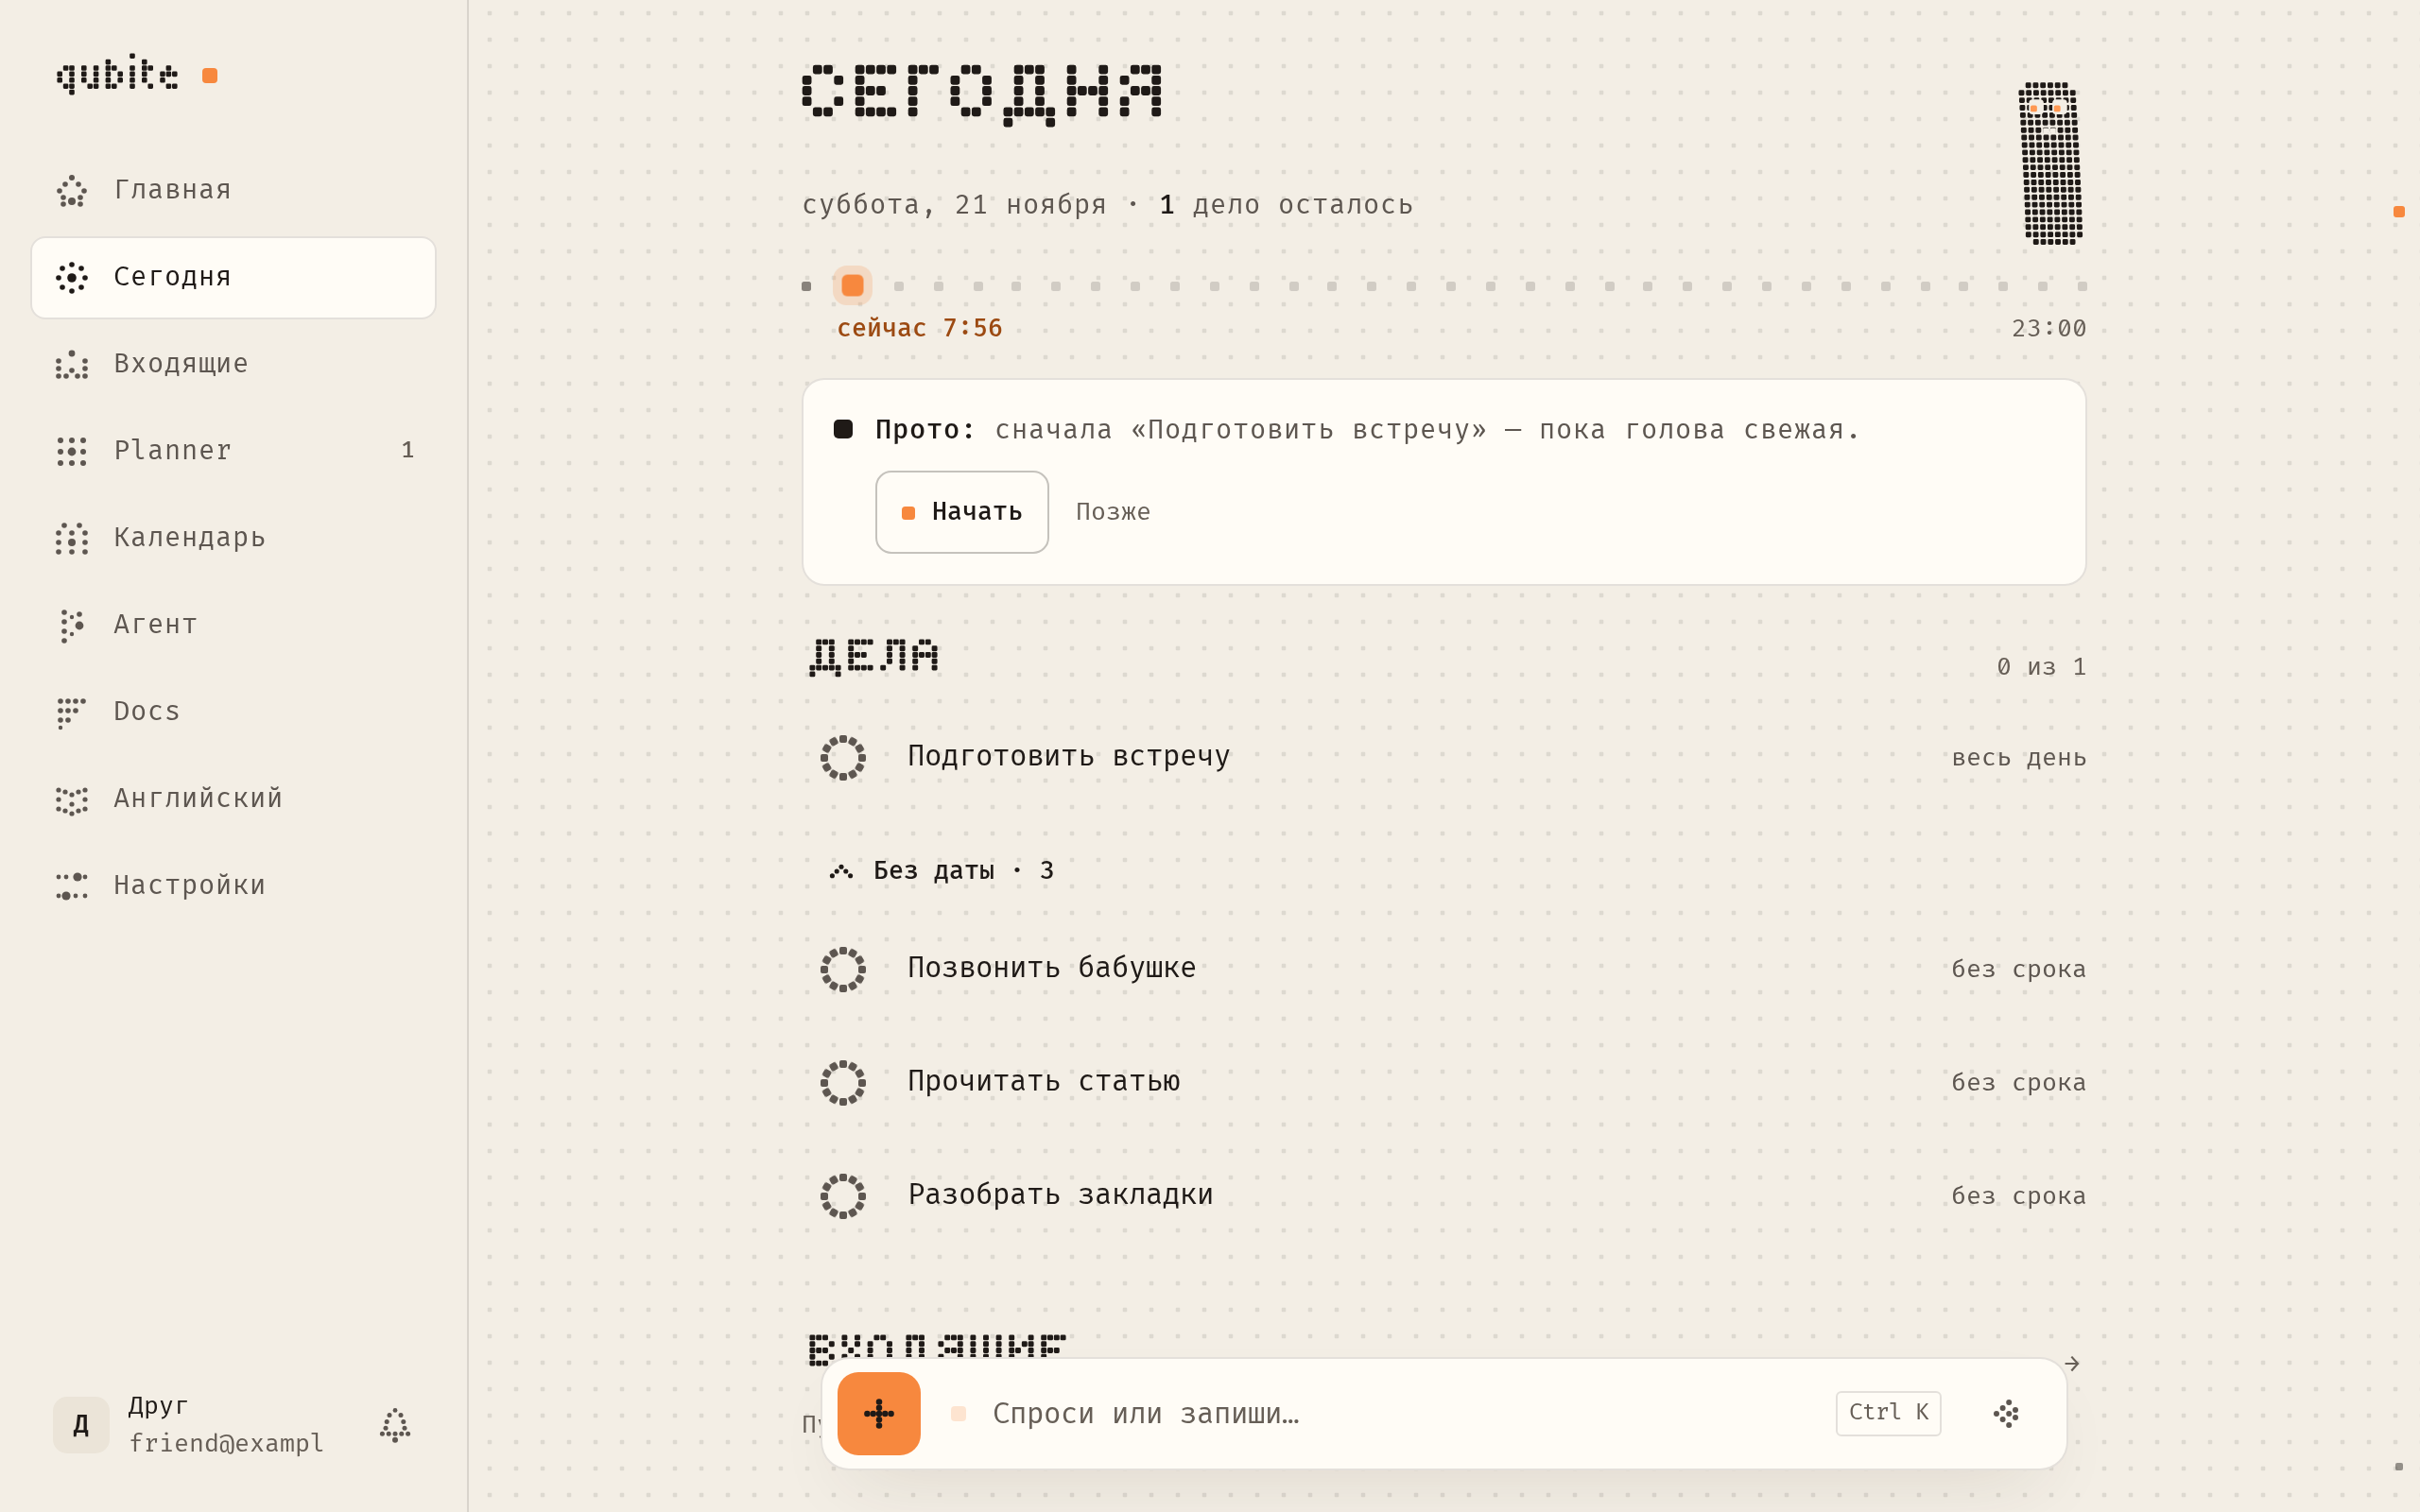 qubits
Главная
Сегодня
Входящие
Planner 1
Календарь
Агент
Docs
Английский
Настройки
Д
Друг
friend@exampl
СЕГОДНЯ
суббота, 21 ноября · 1 дело осталось
сейчас 7:56 23:00
Прото: сначала «Подготовить встречу» — пока голова свежая.
Начать Позже
ДЕЛА 0 из 1
Подготовить встречу весь день
Без даты · 3
Позвонить бабушке без срока
Прочитать статью без срока
Разобрать закладки без срока
ВХОДЯЩИЕ →
Спроси или запиши… Ctrl K